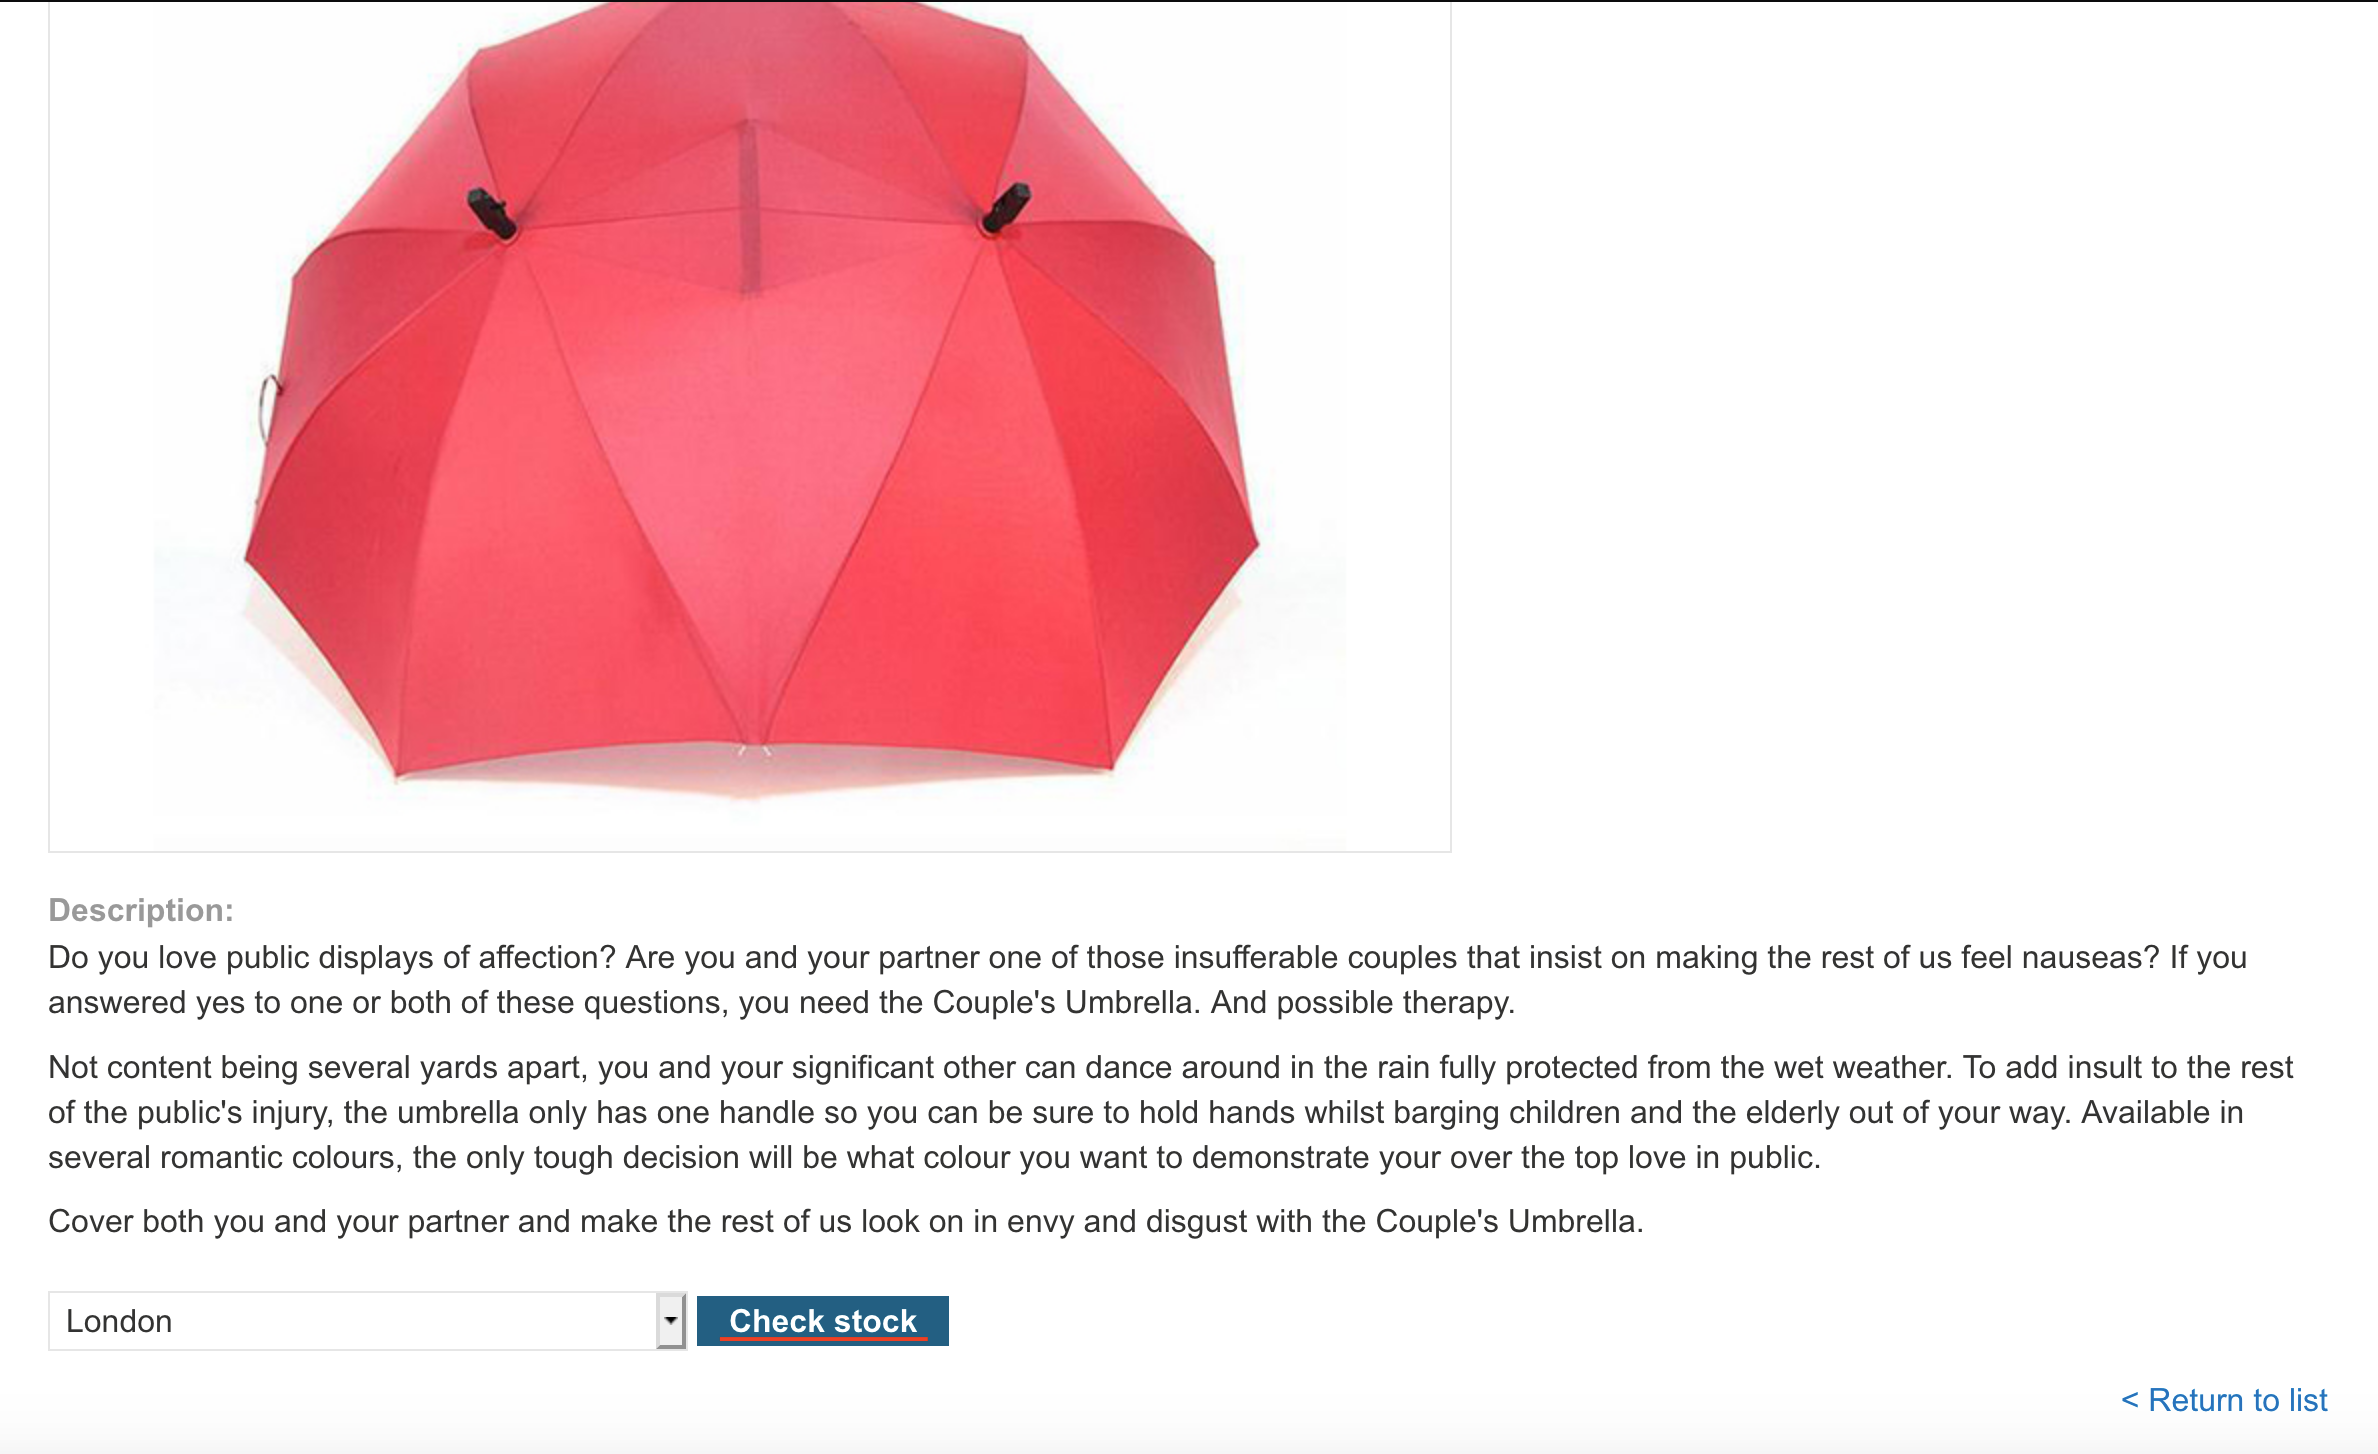 Description:
Do you love public displays of affection? Are you and your partner one of those insufferable couples that insist on making the rest of us feel nauseas? If you
answered yes to one or both of these questions, you need the Couple's Umbrella. And possible therapy.
Not content being several yards apart, you and your significant other can dance around in the rain fully protected from the wet weather. To add insult to the rest
of the public's injury, the umbrella only has one handle so you can be sure to hold hands whilst barging children and the elderly out of your way. Available in
several romantic colours, the only tough decision will be what colour you want to demonstrate your over the top love in public.
Cover both you and your partner and make the rest of us look on in envy and disgust with the Couple's Umbrella.
London
Check stock
< Return to list